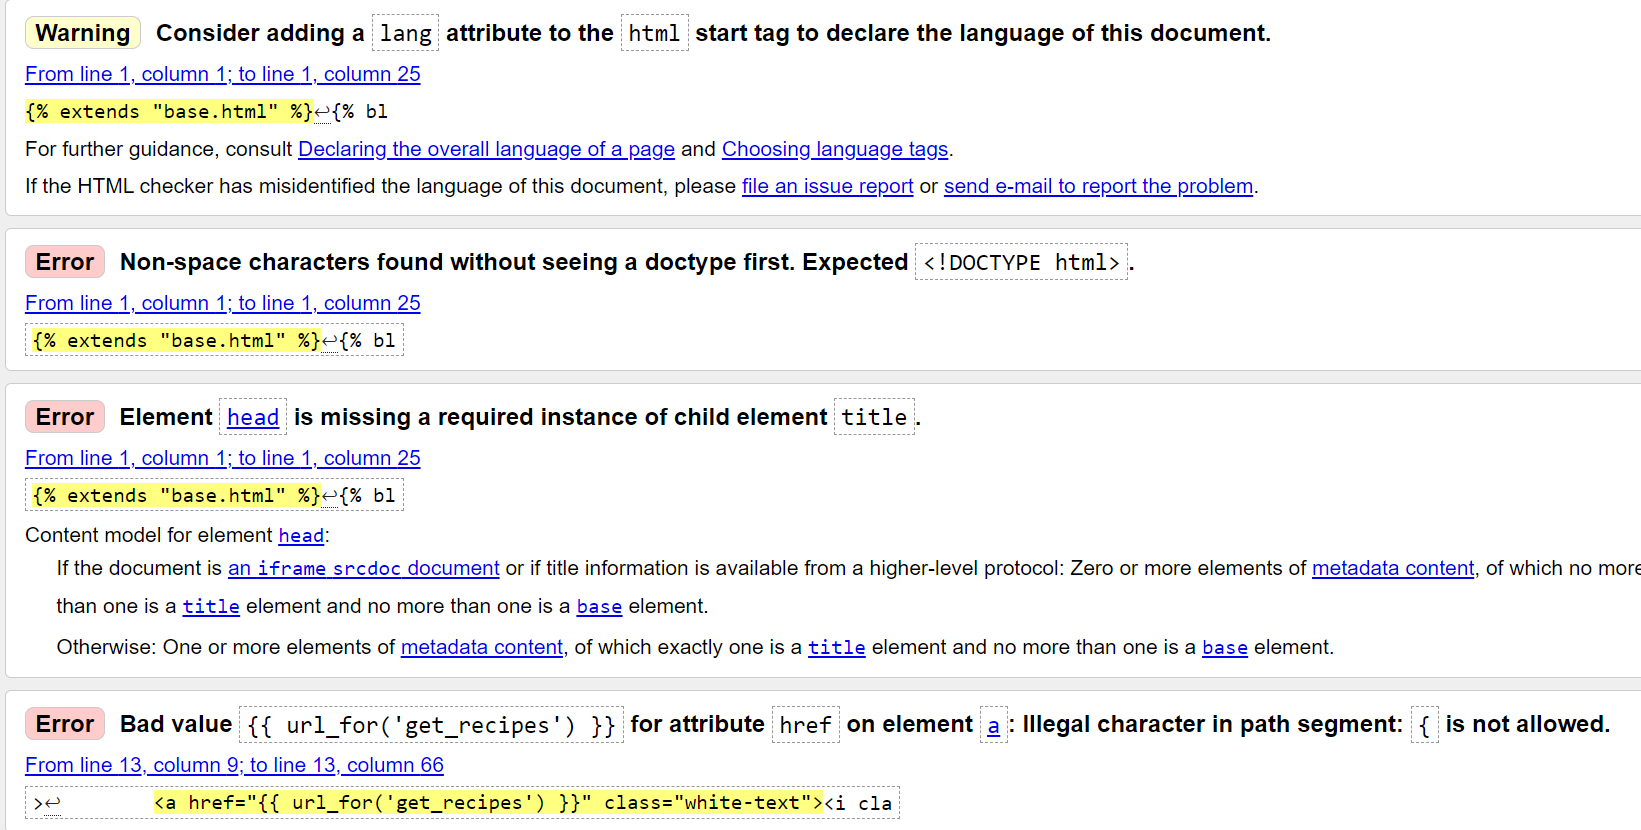 Warning Consider adding a lang attribute to the html start tag to declare the language of this document.
From line 1, column 1; to line 1, column 25
{% extends "base.html" %}↩{% bl
For further guidance, consult Declaring the overall language of a page and Choosing language tags.
If the HTML checker has misidentified the language of this document, please file an issue report or send e-mail to report the problem.
Error Non-space characters found without seeing a doctype first. Expected <!DOCTYPE html>.
From line 1, column 1; to line 1, column 25
{% extends "base.html" %}↩{% bl
Error Element head is missing a required instance of child element title.
From line 1, column 1; to line 1, column 25
{% extends "base.html" %}↩{% bl
Content model for element head:
If the document is an iframe srcdoc document or if title information is available from a higher-level protocol: Zero or more elements of metadata content, of which no more
than one is a title element and no more than one is a base element.
Otherwise: One or more elements of metadata content, of which exactly one is a title element and no more than one is a base element.
Error Bad value {{ url_for('get_recipes') }} for attribute href on element a: Illegal character in path segment: { is not allowed.
From line 13, column 9; to line 13, column 66
>↩        <a href="{{ url_for('get_recipes') }}" class="white-text"><i cla